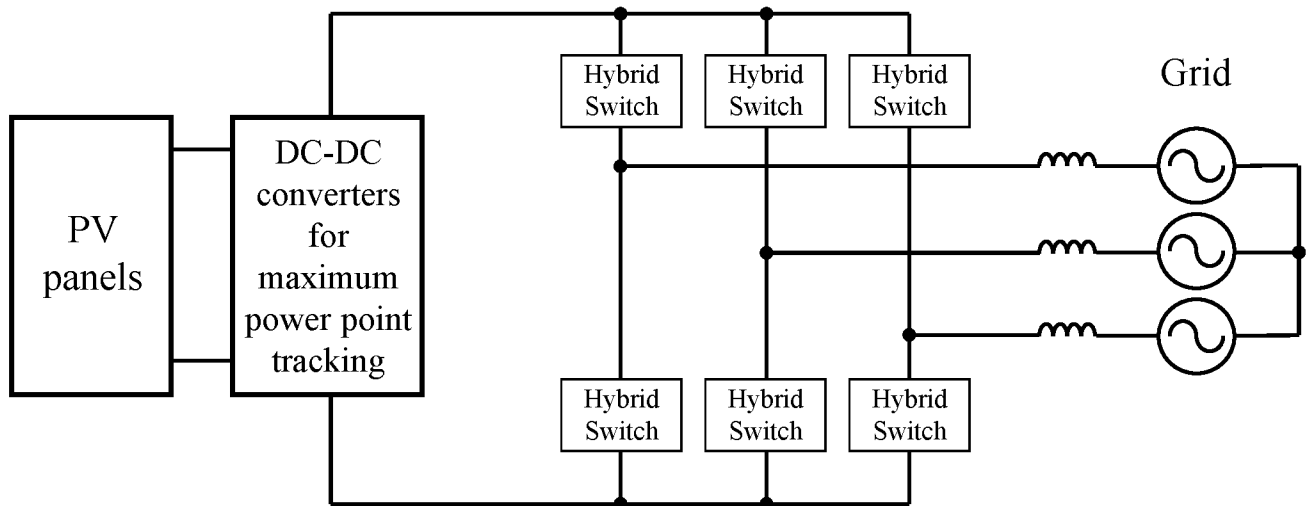 PV
panels
DC-DC
converters
for
maximum
power point
tracking
Hybrid
Switch
Hybrid
Switch
Hybrid
Switch
Grid
Hybrid
Switch
Hybrid
Switch
Hybrid
Switch